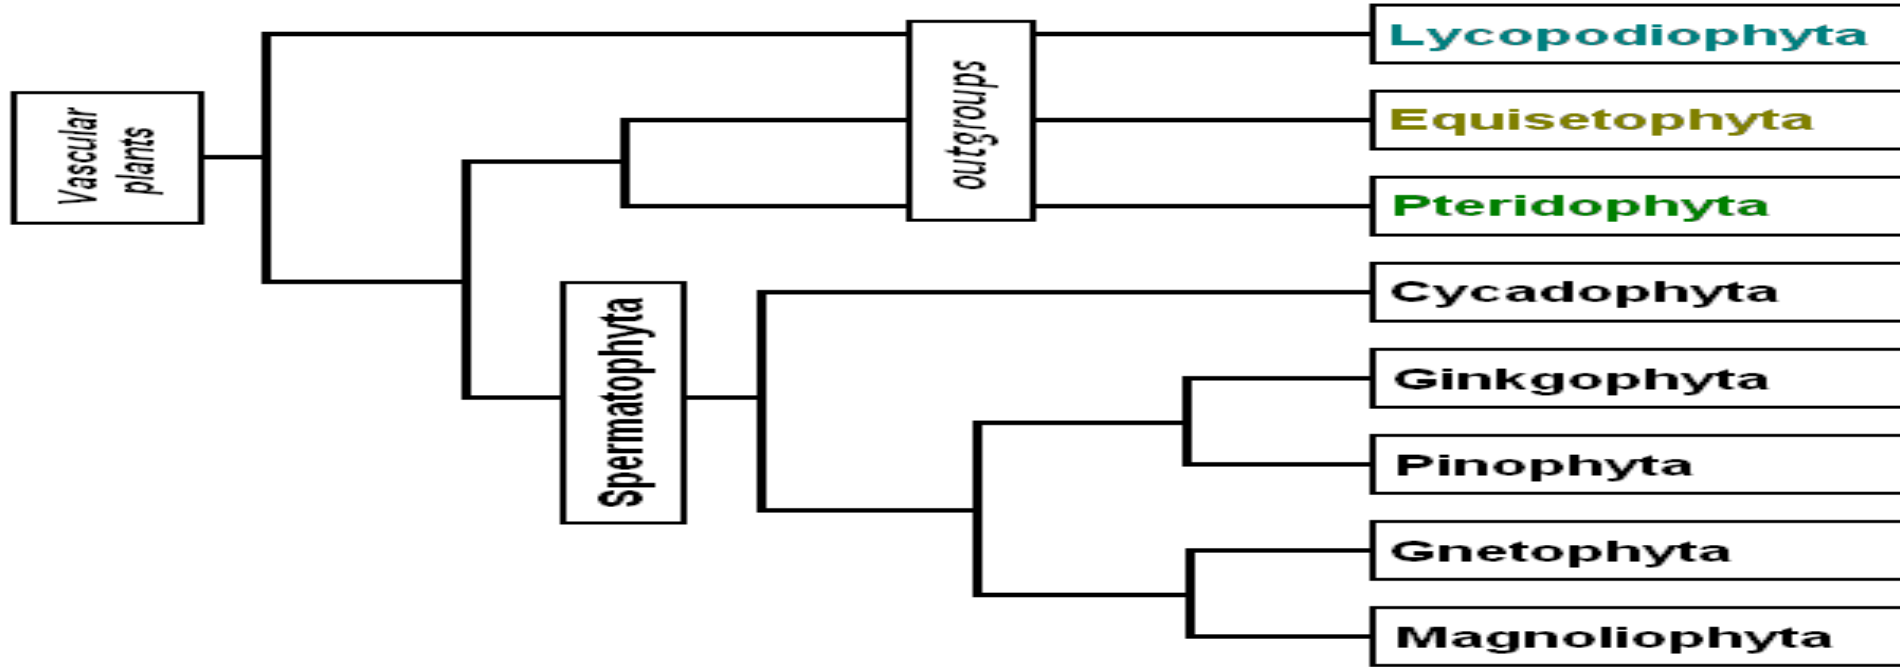 Vascular
plants
outgroups
Spermatophyta
Lycopodiophyta
Equisetophyta
Pteridophyta
Cycadophyta
Ginkgophyta
Pinophyta
Gnetophyta
Magnoliophyta